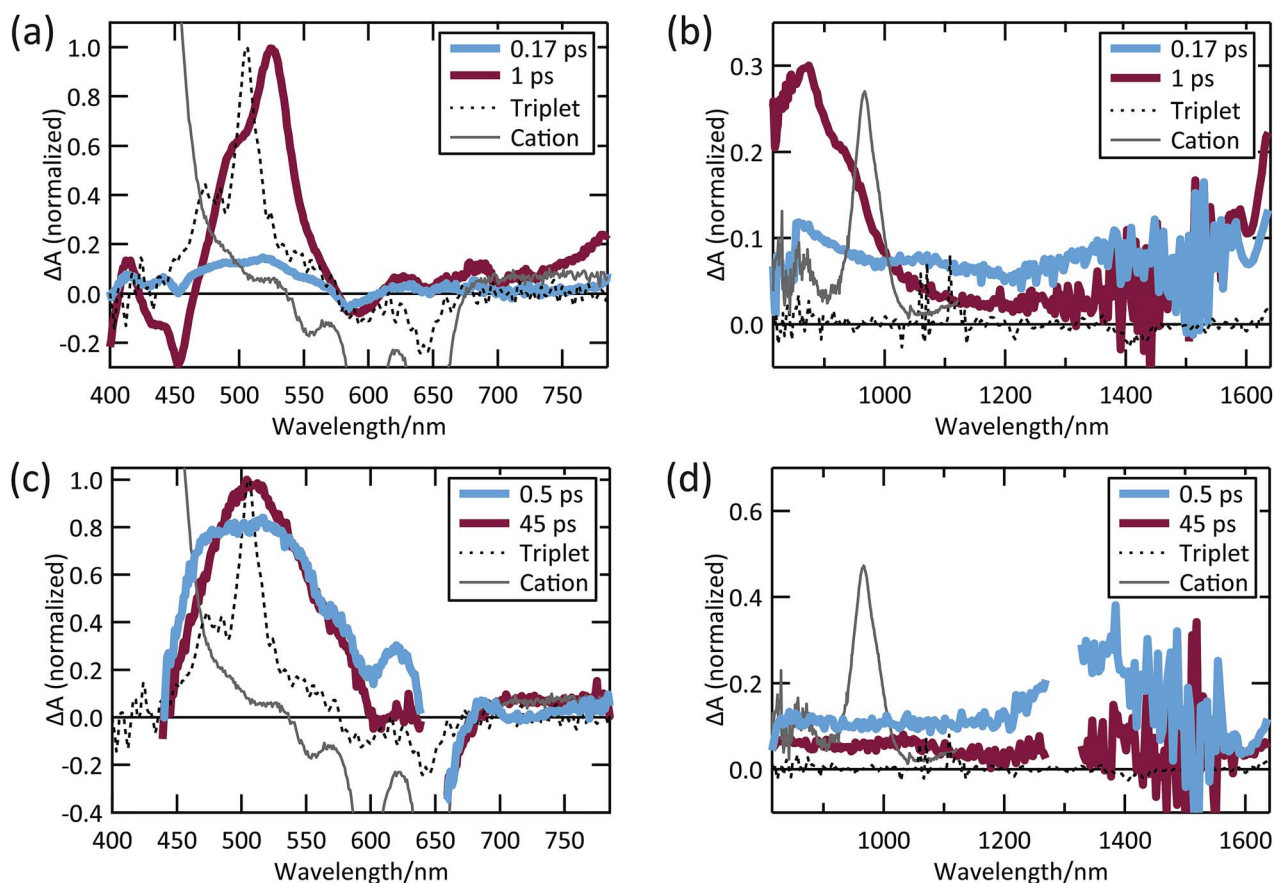 (a)
ΔA (normalized)
1.0
0.8
0.6
0.4
0.2
0.0
-0.2
0.17 ps
1 ps
Triplet
Cation
400 450 500 550 600 650 700 750
Wavelength/nm
(b)
ΔA (normalized)
0.3
0.2
0.1
0.0
0.17 ps
1 ps
Triplet
Cation
1000 1200 1400 1600
Wavelength/nm
(c)
ΔA (normalized)
1.0
0.8
0.6
0.4
0.2
0.0
-0.2
-0.4
0.5 ps
45 ps
Triplet
Cation
400 450 500 550 600 650 700 750
Wavelength/nm
(d)
ΔA (normalized)
0.6
0.4
0.2
0.0
0.5 ps
45 ps
Triplet
Cation
1000 1200 1400 1600
Wavelength/nm